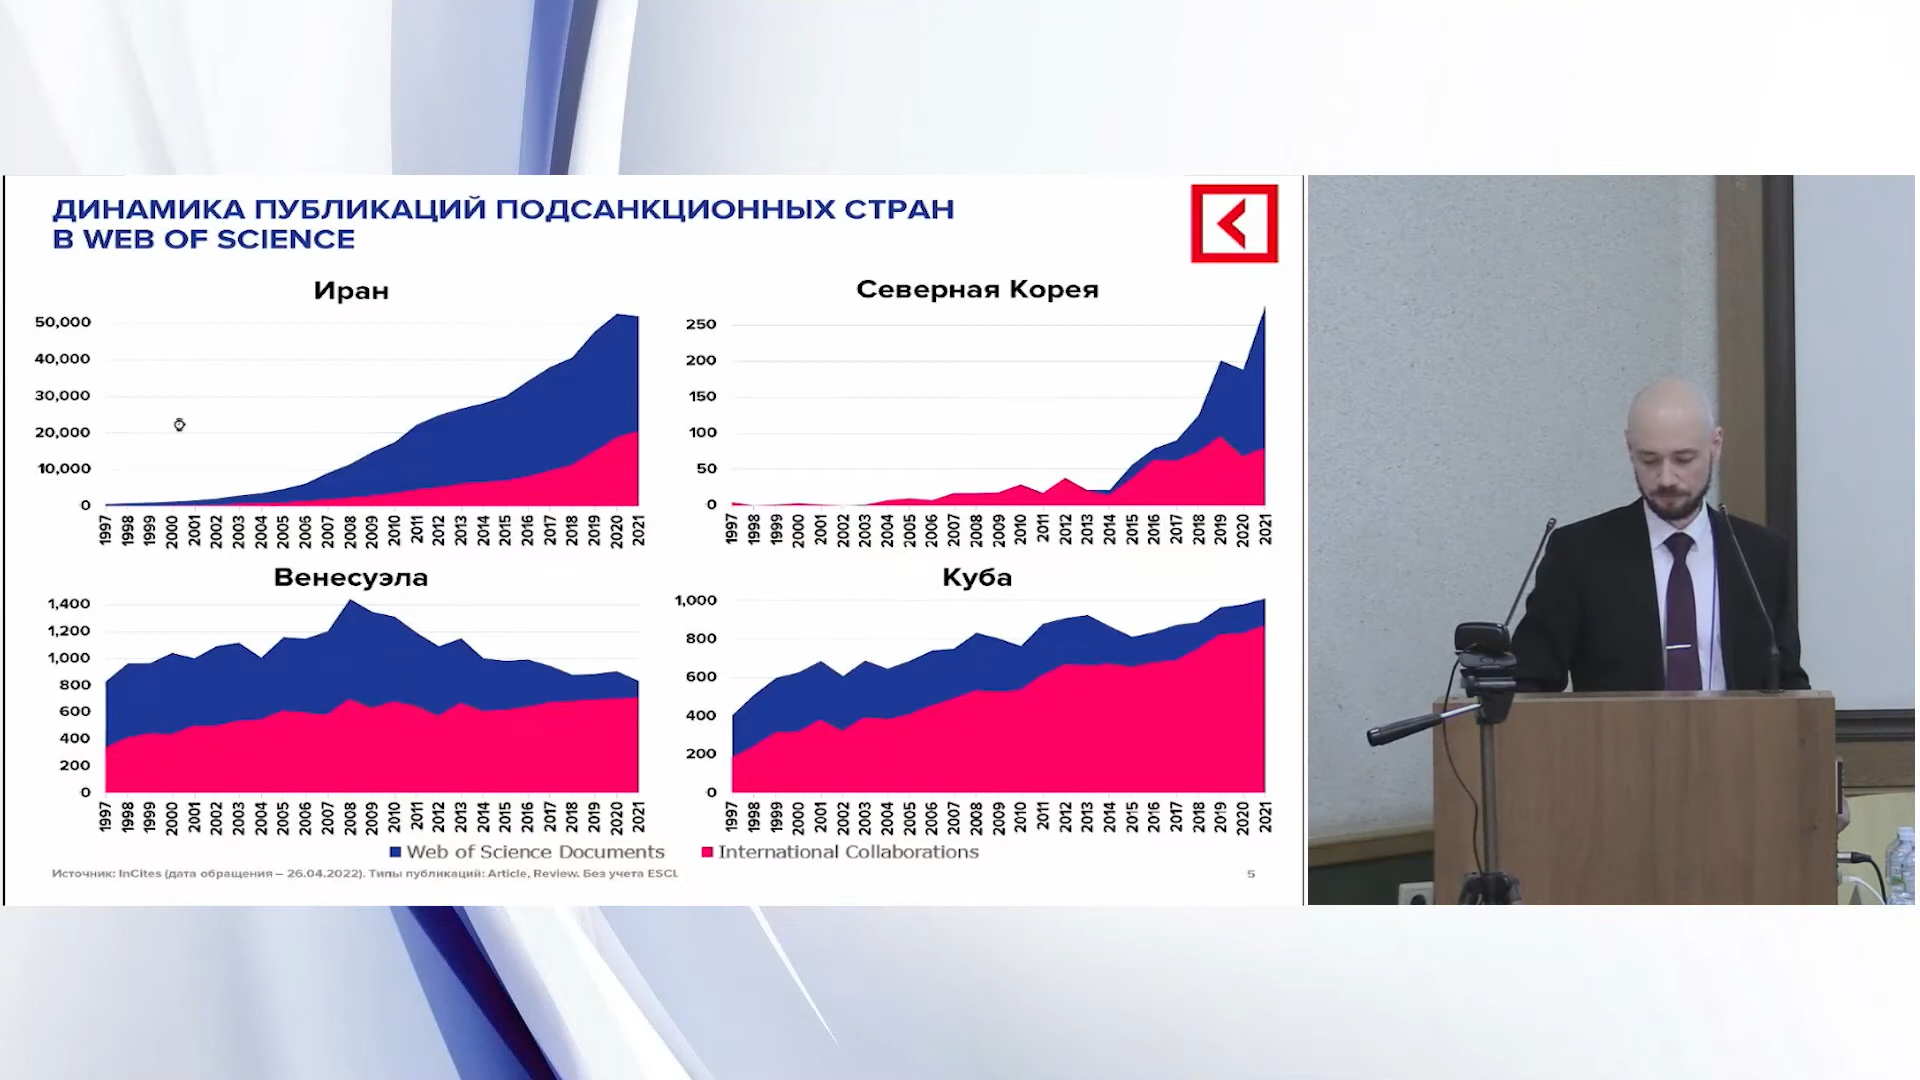 ДИНАМИКА ПУБЛИКАЦИЙ ПОДСАНКЦИОННЫХ СТРАН
В WEB OF SCIENCE
Иран
50,000
40,000
30,000
20,000
10,000
0
1997 1998 1999 2000 2001 2002 2003 2004 2005 2006 2007 2008 2009 2010 2011 2012 2013 2014 2015 2016 2017 2018 2019 2020 2021
Северная Корея
250
200
150
100
50
0
1997 1998 1999 2000 2001 2002 2003 2004 2005 2006 2007 2008 2009 2010 2011 2012 2013 2014 2015 2016 2017 2018 2019 2020 2021
Венесуэла
1,400
1,200
1,000
800
600
400
200
0
1997 1998 1999 2000 2001 2002 2003 2004 2005 2006 2007 2008 2009 2010 2011 2012 2013 2014 2015 2016 2017 2018 2019 2020 2021
Куба
1,000
800
600
400
200
0
1997 1998 1999 2000 2001 2002 2003 2004 2005 2006 2007 2008 2009 2010 2011 2012 2013 2014 2015 2016 2017 2018 2019 2020 2021
Web of Science Documents International Collaborations
Источник: InCites (дата обращения – 26.04.2022). Типы публикаций: Article, Review. Без учета ESCI.
5